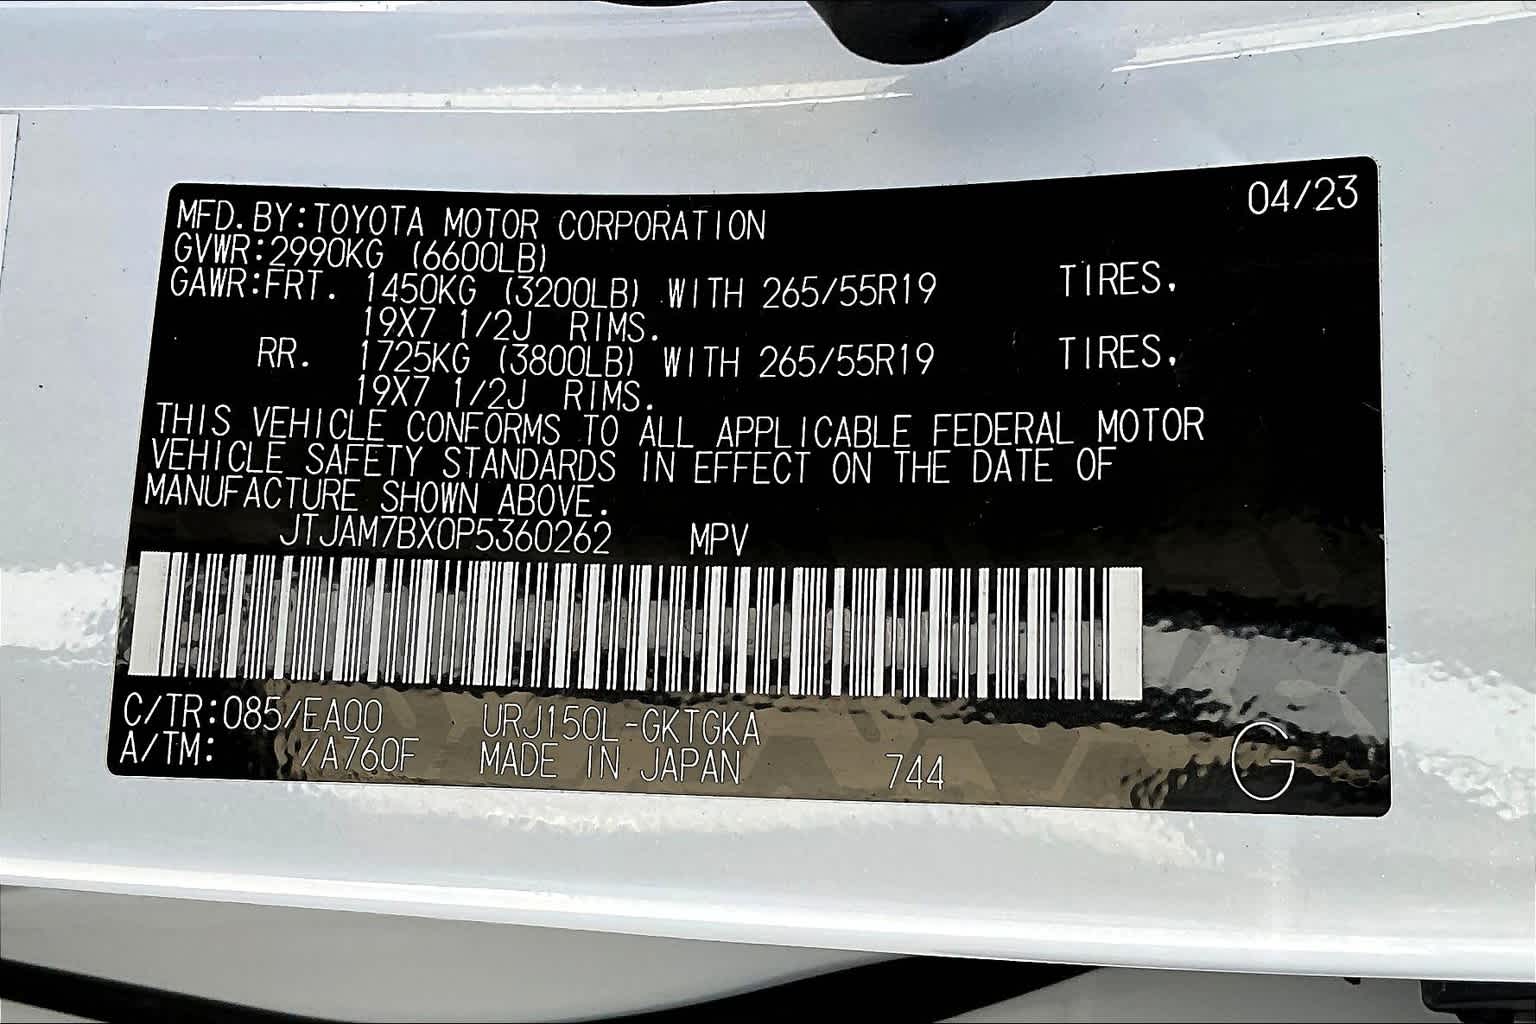 04/23
MFD.BY:TOYOTA MOTOR CORPORATION
GVWR:2990KG (6600LB)
GAWR:FRT. 1450KG (3200LB) WITH 265/55R19 TIRES,
19X7 1/2J RIMS.
RR. 1725KG (3800LB) WITH 265/55R19 TIRES,
19X7 1/2J RIMS.
THIS VEHICLE CONFORMS TO ALL APPLICABLE FEDERAL MOTOR
VEHICLE SAFETY STANDARDS IN EFFECT ON THE DATE OF
MANUFACTURE SHOWN ABOVE.
JTJAM7BX0P5360262 MPV
C/TR:085/EA00 URJ150L-GKTGKA
A/TM: /A760F MADE IN JAPAN 744 G